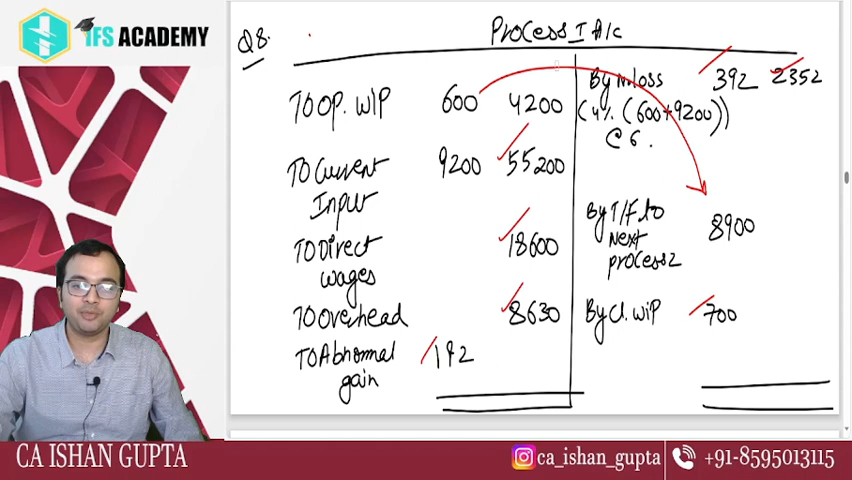 IFS ACADEMY
Q8.
Process I A/c
To Op. WIP 600 4200
To Current Input 9200 55200
To Direct wages 18600
To Overhead 8630
To Abnormal gain 192
By N.loss 392 2352
(4% (600+9200))
@ 6.
By T/F to Next process 2 8900
By Cl. WIP 700
CA ISHAN GUPTA
ca_ishan_gupta
+91-8595013115